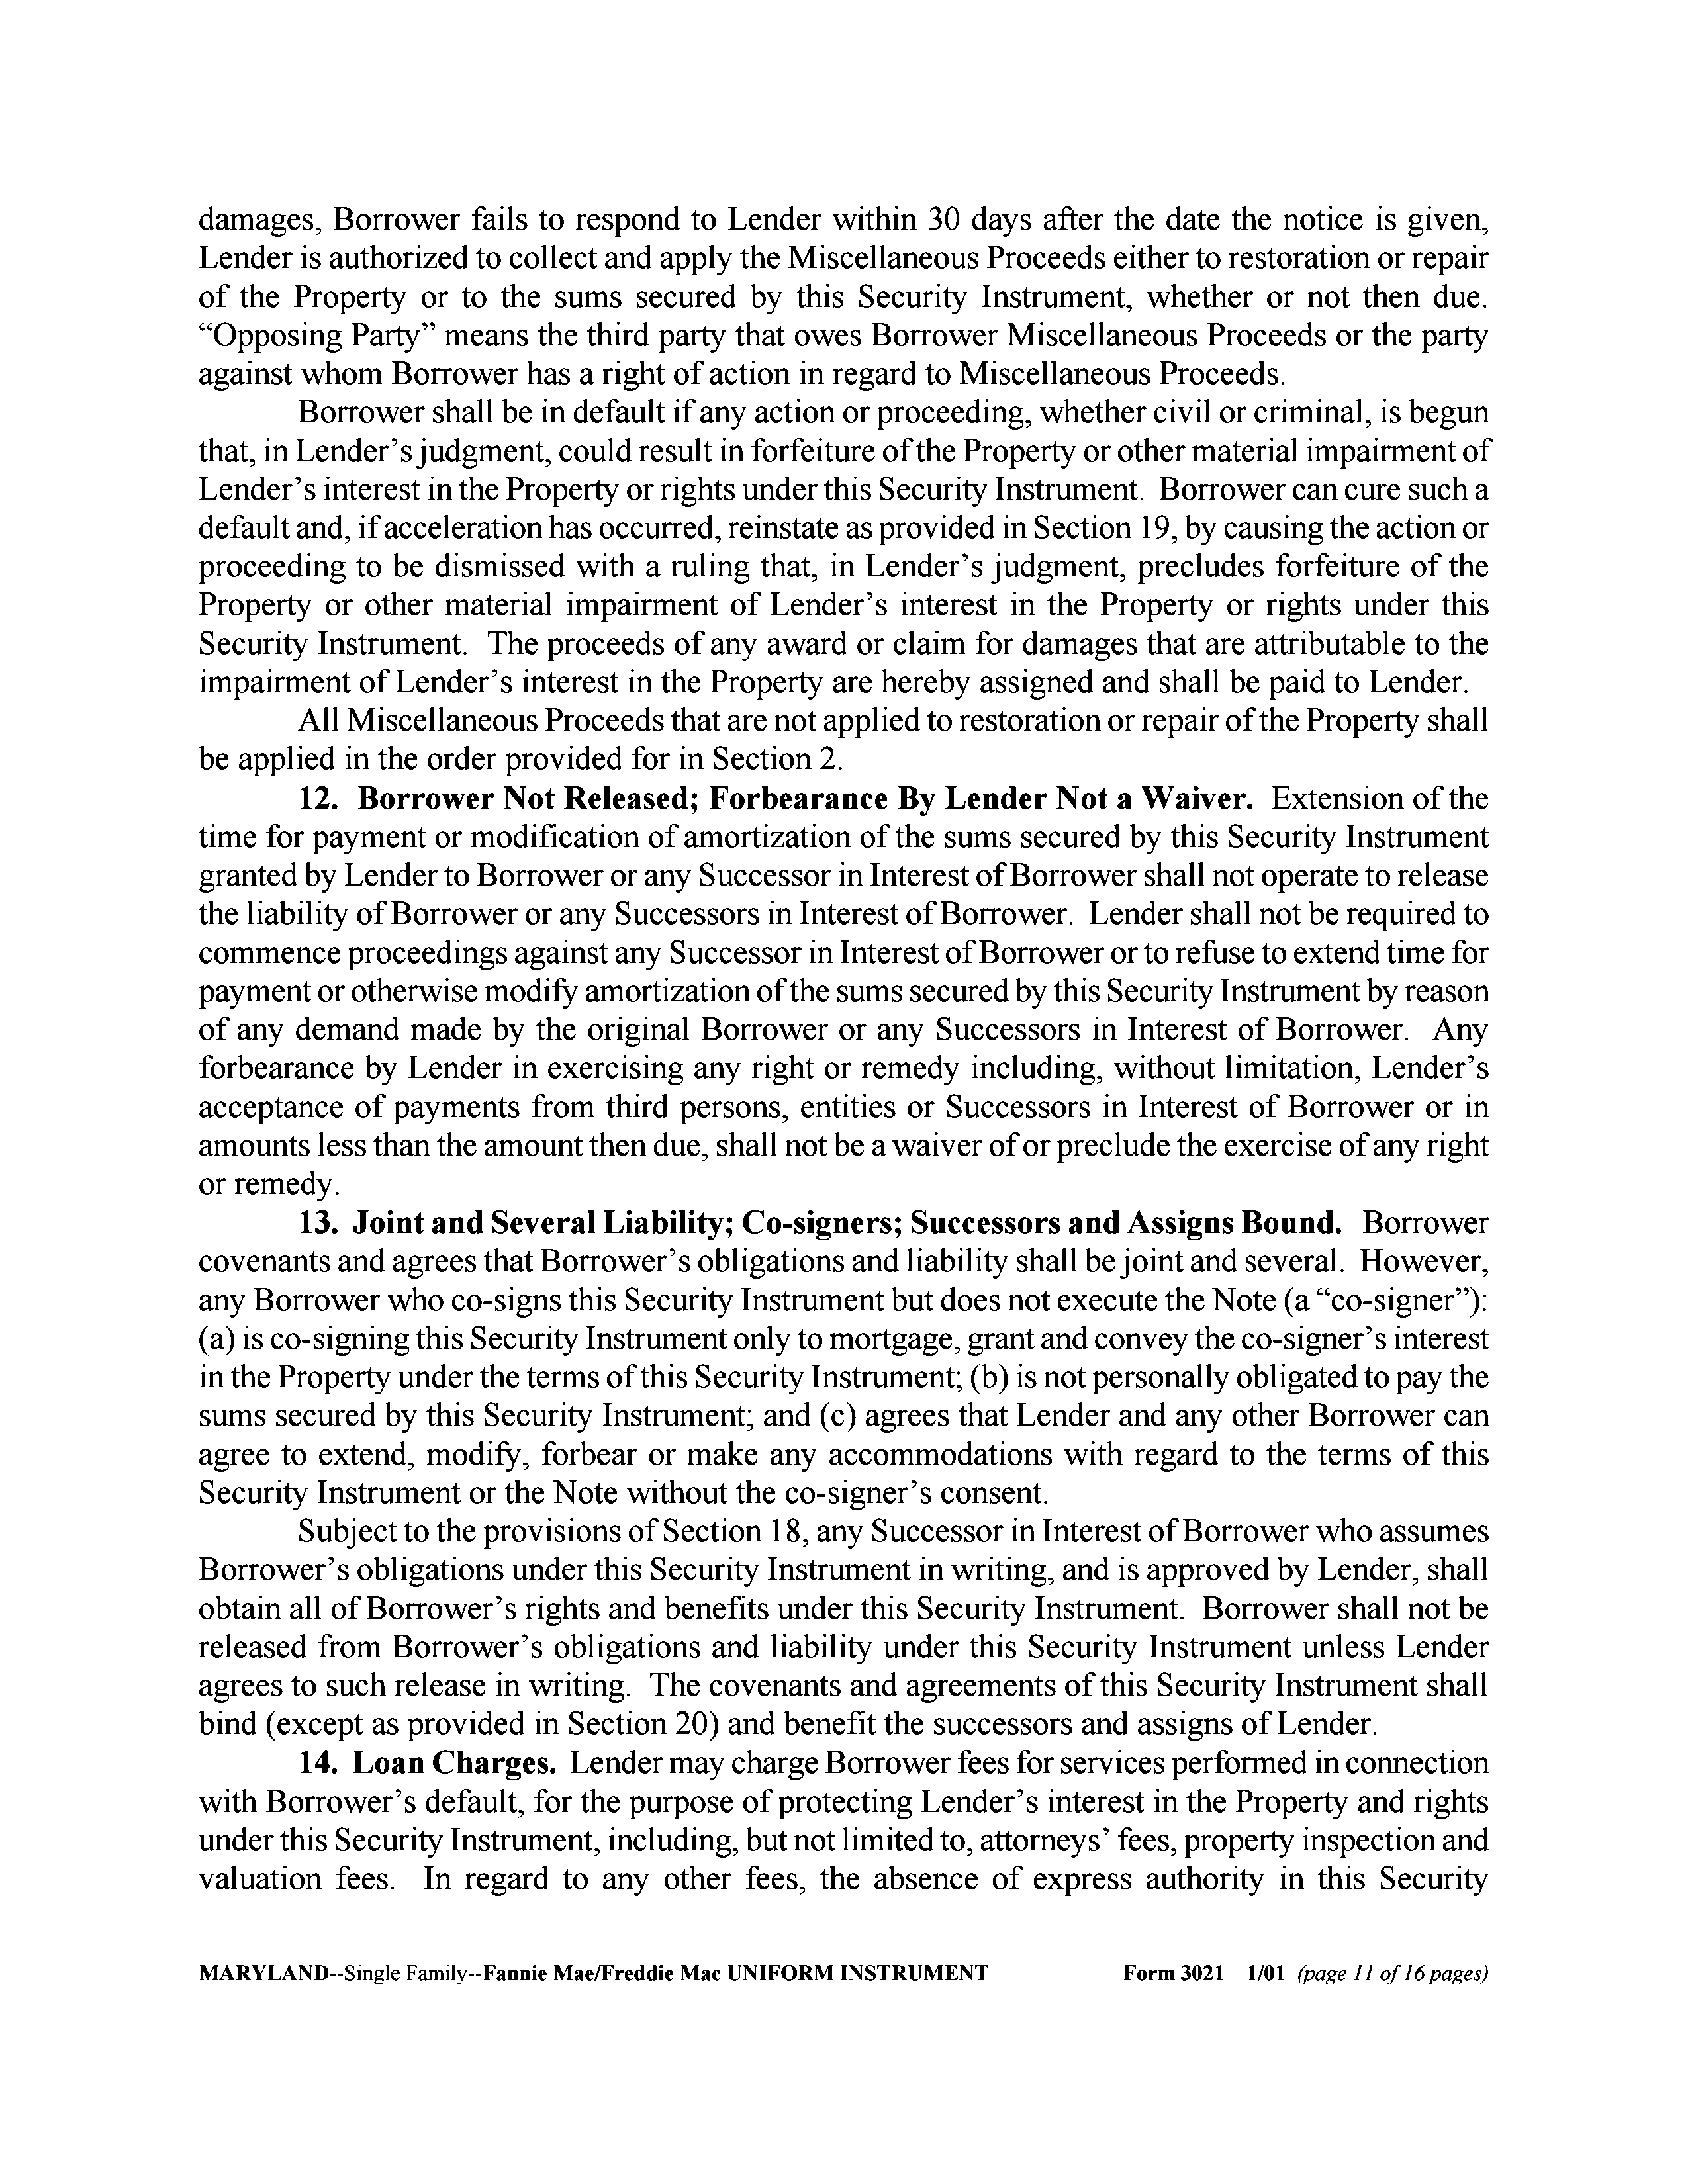 damages, Borrower fails to respond to Lender within 30 days after the date the notice is given,
Lender is authorized to collect and apply the Miscellaneous Proceeds either to restoration or repair
of the Property or to the sums secured by this Security Instrument, whether or not then due.
“Opposing Party” means the third party that owes Borrower Miscellaneous Proceeds or the party
against whom Borrower has a right of action in regard to Miscellaneous Proceeds.
Borrower shall be in default if any action or proceeding, whether civil or criminal, is begun
that, in Lender’s judgment, could result in forfeiture of the Property or other material impairment of
Lender’s interest in the Property or rights under this Security Instrument. Borrower can cure such a
default and, if acceleration has occurred, reinstate as provided in Section 19, by causing the action or
proceeding to be dismissed with a ruling that, in Lender’s judgment, precludes forfeiture of the
Property or other material impairment of Lender’s interest in the Property or rights under this
Security Instrument. The proceeds of any award or claim for damages that are attributable to the
impairment of Lender’s interest in the Property are hereby assigned and shall be paid to Lender.
All Miscellaneous Proceeds that are not applied to restoration or repair of the Property shall
be applied in the order provided for in Section 2.
12. Borrower Not Released; Forbearance By Lender Not a Waiver. Extension of the
time for payment or modification of amortization of the sums secured by this Security Instrument
granted by Lender to Borrower or any Successor in Interest of Borrower shall not operate to release
the liability of Borrower or any Successors in Interest of Borrower. Lender shall not be required to
commence proceedings against any Successor in Interest of Borrower or to refuse to extend time for
payment or otherwise modify amortization of the sums secured by this Security Instrument by reason
of any demand made by the original Borrower or any Successors in Interest of Borrower. Any
forbearance by Lender in exercising any right or remedy including, without limitation, Lender’s
acceptance of payments from third persons, entities or Successors in Interest of Borrower or in
amounts less than the amount then due, shall not be a waiver of or preclude the exercise of any right
or remedy.
13. Joint and Several Liability; Co-signers; Successors and Assigns Bound. Borrower
covenants and agrees that Borrower’s obligations and liability shall be joint and several. However,
any Borrower who co-signs this Security Instrument but does not execute the Note (a “co-signer”):
(a) is co-signing this Security Instrument only to mortgage, grant and convey the co-signer’s interest
in the Property under the terms of this Security Instrument; (b) is not personally obligated to pay the
sums secured by this Security Instrument; and (c) agrees that Lender and any other Borrower can
agree to extend, modify, forbear or make any accommodations with regard to the terms of this
Security Instrument or the Note without the co-signer’s consent.
Subject to the provisions of Section 18, any Successor in Interest of Borrower who assumes
Borrower’s obligations under this Security Instrument in writing, and is approved by Lender, shall
obtain all of Borrower’s rights and benefits under this Security Instrument. Borrower shall not be
released from Borrower’s obligations and liability under this Security Instrument unless Lender
agrees to such release in writing. The covenants and agreements of this Security Instrument shall
bind (except as provided in Section 20) and benefit the successors and assigns of Lender.
14. Loan Charges. Lender may charge Borrower fees for services performed in connection
with Borrower’s default, for the purpose of protecting Lender’s interest in the Property and rights
under this Security Instrument, including, but not limited to, attorneys’ fees, property inspection and
valuation fees. In regard to any other fees, the absence of express authority in this Security
MARYLAND--Single Family--Fannie Mae/Freddie Mac UNIFORM INSTRUMENT Form 3021 1/01 (page 11 of 16 pages)